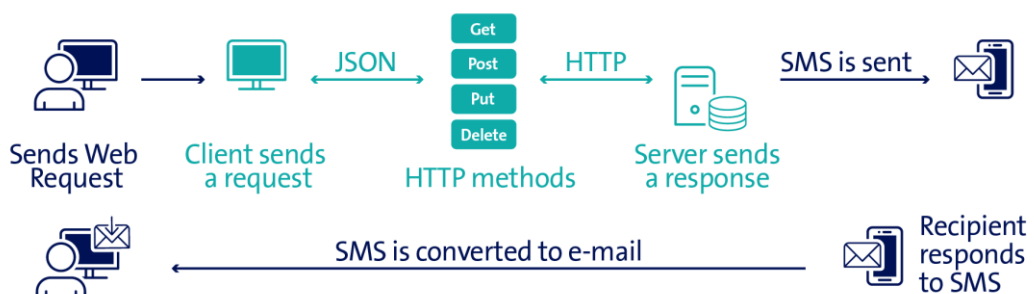 Get
Post
Put
Delete
JSON
HTTP
SMS is sent
Sends Web
Request
Client sends
a request
HTTP methods
Server sends
a response
SMS is converted to e-mail
Recipient
responds
to SMS